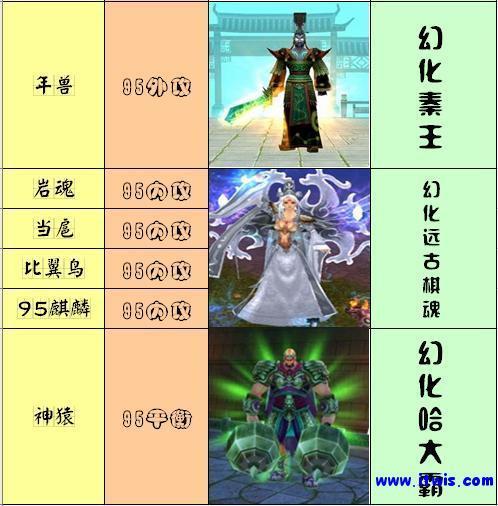 年兽
95外攻
幻化秦王
岩魂
95内攻
当扈
95内攻
比翼鸟
95内攻
95麒麟
95内攻
幻化远古棋魂
神猿
95平衡
幻化哈大霸
www.itwis.com